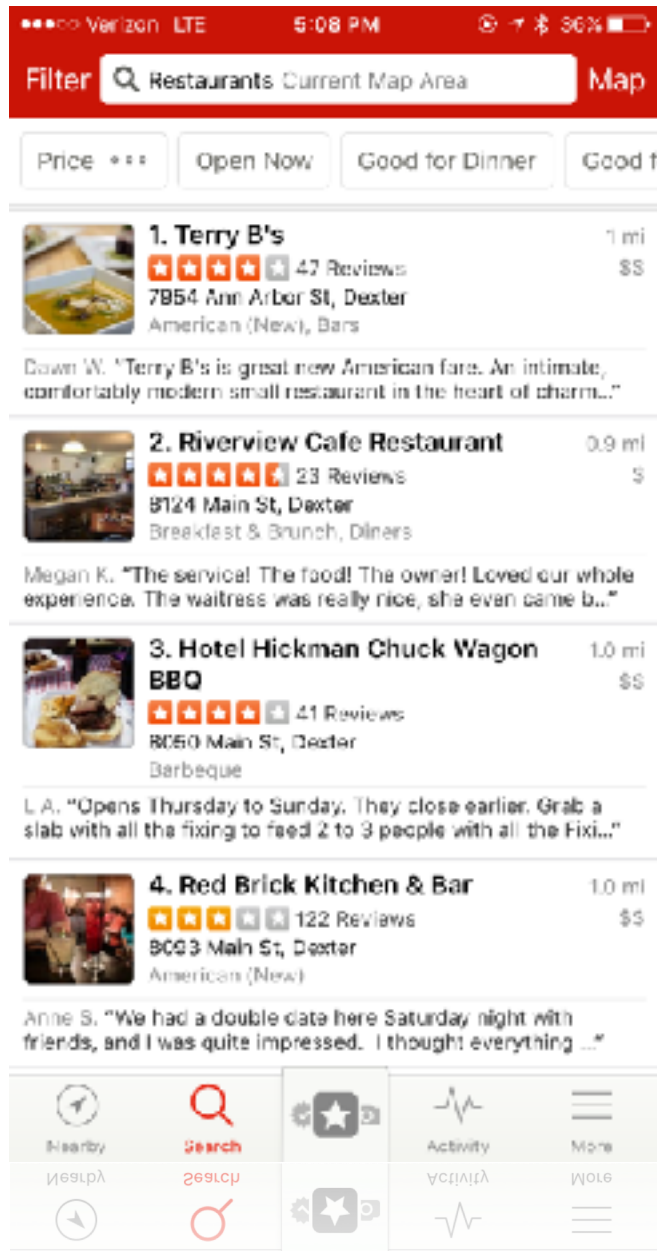 Verizon LTE 5:08 PM 36%
Filter Restaurants Current Map Area Map
Price Open Now Good for Dinner Good f
1. Terry B's 1 mi
47 Reviews $$
7954 Ann Arbor St, Dexter
American (New), Bars
Dawn W. "Terry B's is great new American fare. An intimate,
comfortably modern small restaurant in the heart of charm..."
2. Riverview Cafe Restaurant 0.9 mi
23 Reviews $
8124 Main St, Dexter
Breakfast & Brunch, Diners
Megan K. "The service! The food! The owner! Loved our whole
experience. The waitress was really nice, she even came b..."
3. Hotel Hickman Chuck Wagon 1.0 mi
BBQ $$
41 Reviews
8050 Main St, Dexter
Barbeque
L A. "Opens Thursday to Sunday. They close earlier. Grab a
slab with all the fixing to feed 2 to 3 people with all the Fixi..."
4. Red Brick Kitchen & Bar 1.0 mi
122 Reviews $$
8093 Main St, Dexter
American (New)
Anne S. "We had a double date here Saturday night with
friends, and I was quite impressed. I thought everything ..."
Nearby Search Activity More
Nearby Search Activity More